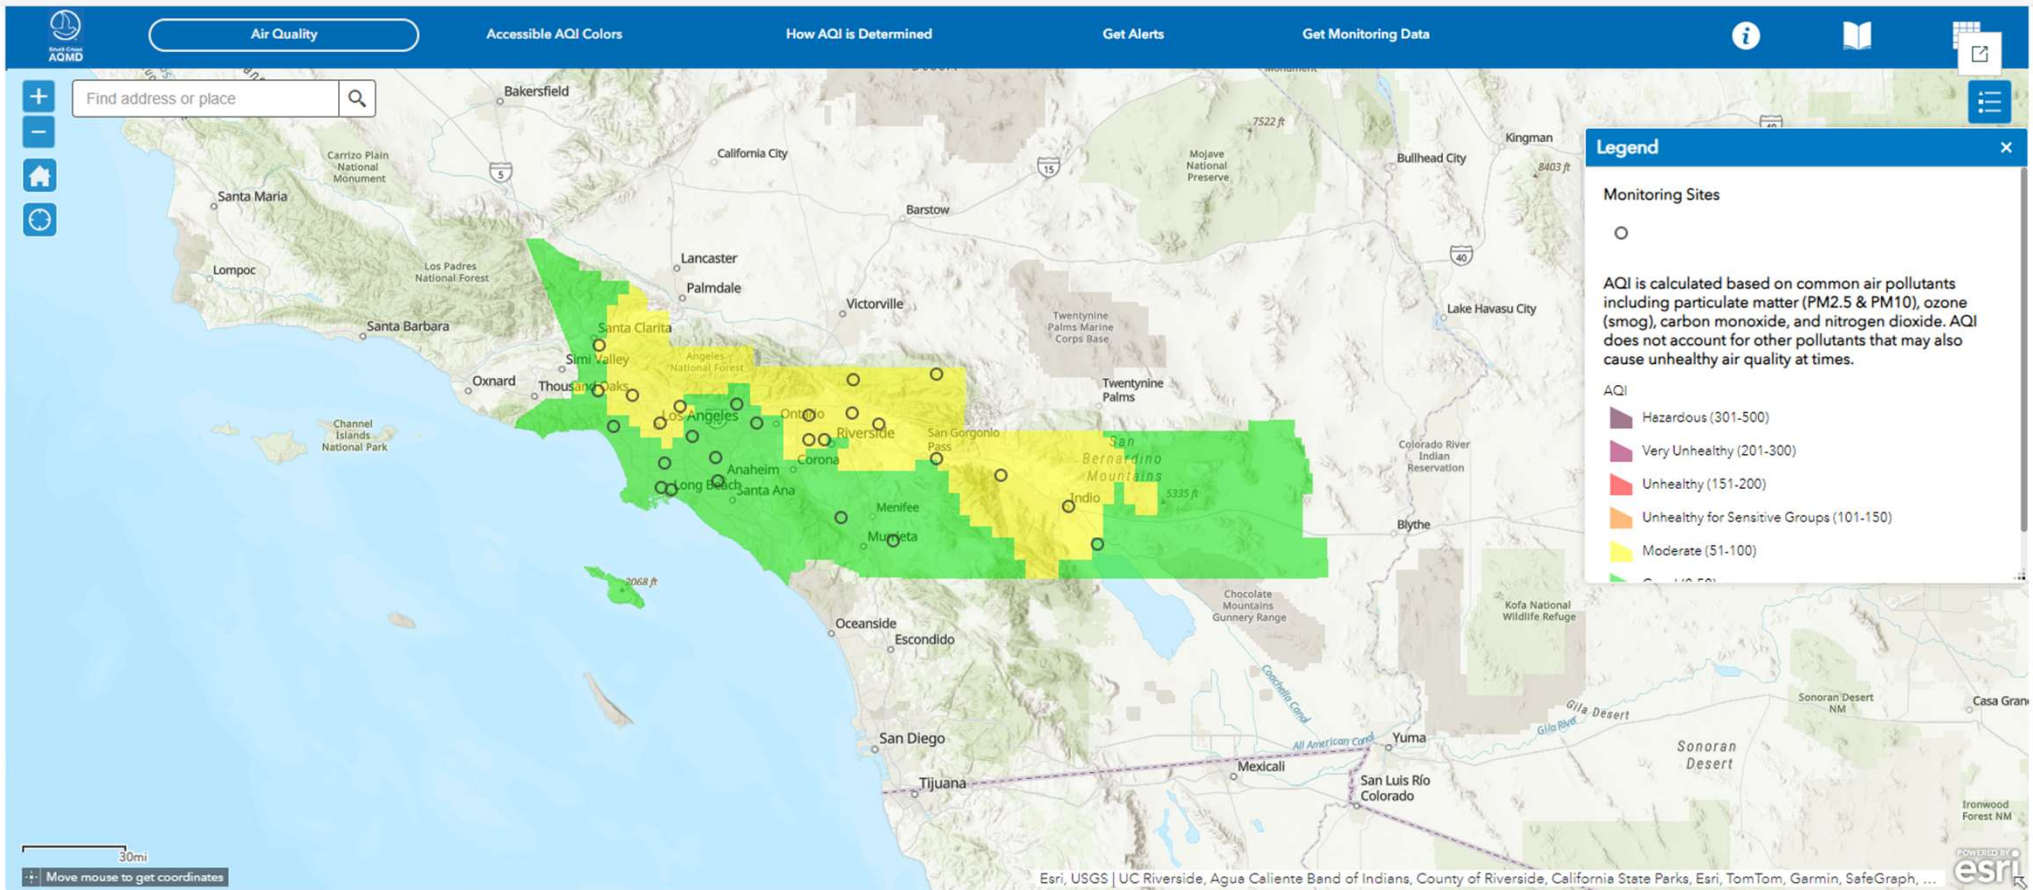 South Coast
AQMD
Air Quality
Accessible AQI Colors
How AQI is Determined
Get Alerts
Get Monitoring Data
Find address or place
Bakersfield
California City
Carrizo Plain
National
Monument
5
15
7522 ft
Mojave
National
Preserve
Bullhead City
Kingman
8403 ft
40
Santa Maria
Barstow
40
Lompoc
Los Padres
National Forest
Lancaster
Palmdale
Victorville
Twentynine
Palms Marine
Corps Base
Lake Havasu City
Santa Barbara
Santa Clarita
Simi Valley
Angeles
National Forest
Oxnard
Thousand Oaks
Twentynine
Palms
Channel
Islands
National Park
Los Angeles
Ontario
Riverside
San Gorgonio
Pass
San
Bernardino
Mountains
Colorado River
Indian
Reservation
Corona
Anaheim
Long Beach
Santa Ana
Indio
5335 ft
Menifee
Murrieta
Blythe
2068 ft
Oceanside
Escondido
Chocolate
Mountains
Gunnery Range
Kofa National
Wildlife Refuge
Coachella Canal
San Diego
All American Canal
Yuma
Gila River
Gila Desert
Sonoran Desert
NM
Casa Gran
Sonoran
Desert
Mexicali
Tijuana
San Luis Río
Colorado
Ironwood
Forest NM
Legend
Monitoring Sites
AQI is calculated based on common air pollutants
including particulate matter (PM2.5 & PM10), ozone
(smog), carbon monoxide, and nitrogen dioxide. AQI
does not account for other pollutants that may also
cause unhealthy air quality at times.
AQI
Hazardous (301-500)
Very Unhealthy (201-300)
Unhealthy (151-200)
Unhealthy for Sensitive Groups (101-150)
Moderate (51-100)
30mi
Move mouse to get coordinates
Esri, USGS | UC Riverside, Agua Caliente Band of Indians, County of Riverside, California State Parks, Esri, TomTom, Garmin, SafeGraph, ...
POWERED BY
esri